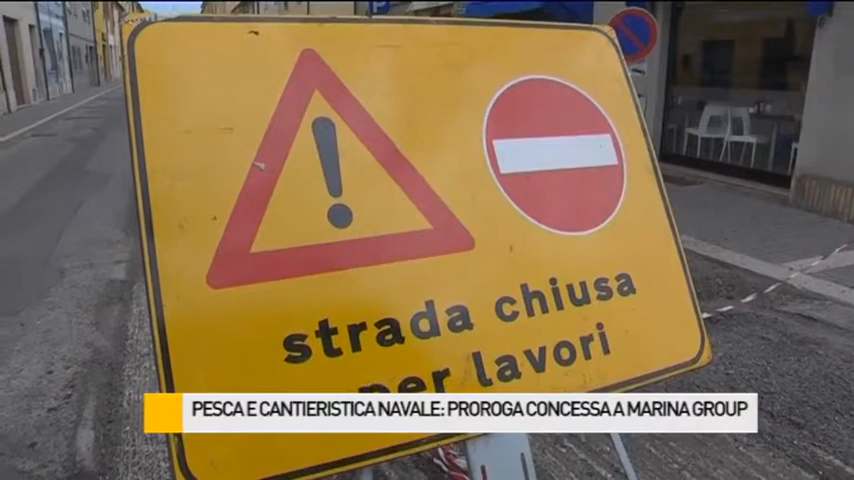 strada chiusa
per lavori
PESCA E CANTIERISTICA NAVALE: PROROGA CONCESSA A MARINA GROUP